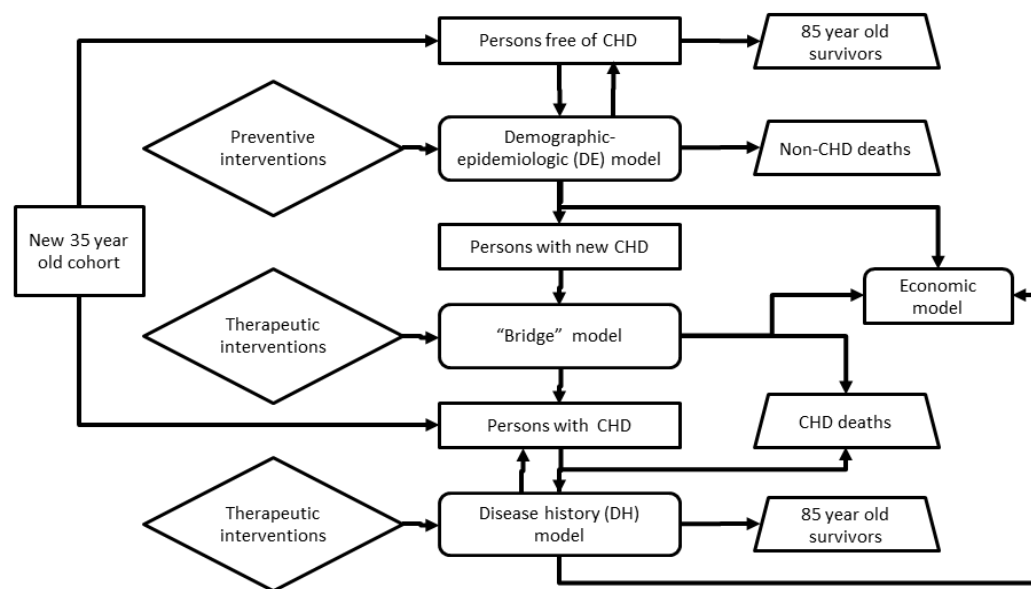 Persons free of CHD
85 year old
survivors
Preventive
interventions
Demographic-
epidemiologic (DE) model
Non-CHD deaths
New 35 year
old cohort
Persons with new CHD
Economic
model
Therapeutic
interventions
“Bridge” model
Persons with CHD
CHD deaths
Therapeutic
interventions
Disease history (DH)
model
85 year old
survivors